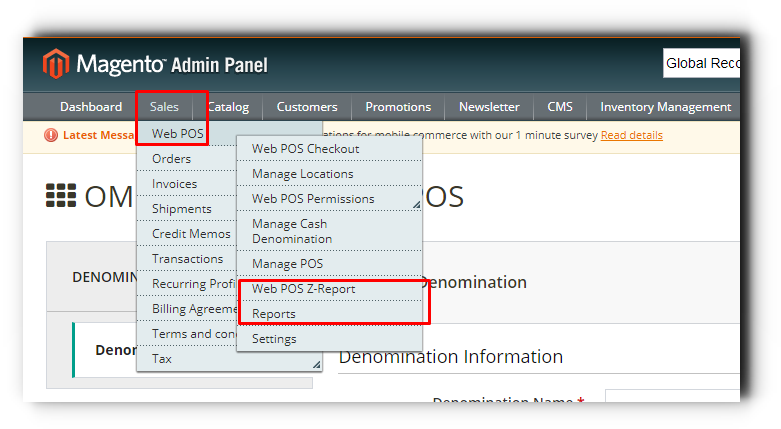 Magento Admin Panel
Global Reco
Dashboard Sales Catalog Customers Promotions Newsletter CMS Inventory Management
Latest Messa ations for mobile commerce with our 1 minute survey Read details
Web POS
Orders
Invoices
Shipments
Credit Memos
Transactions
Recurring Profi
Billing Agreeme
Terms and con
Tax
Web POS Checkout
Manage Locations
Web POS Permissions
Manage Cash
Denomination
Manage POS
Web POS Z-Report
Reports
Settings
OM POS
DENOMIN
Denomination
Denom
Denomination Information
Denomination Name *